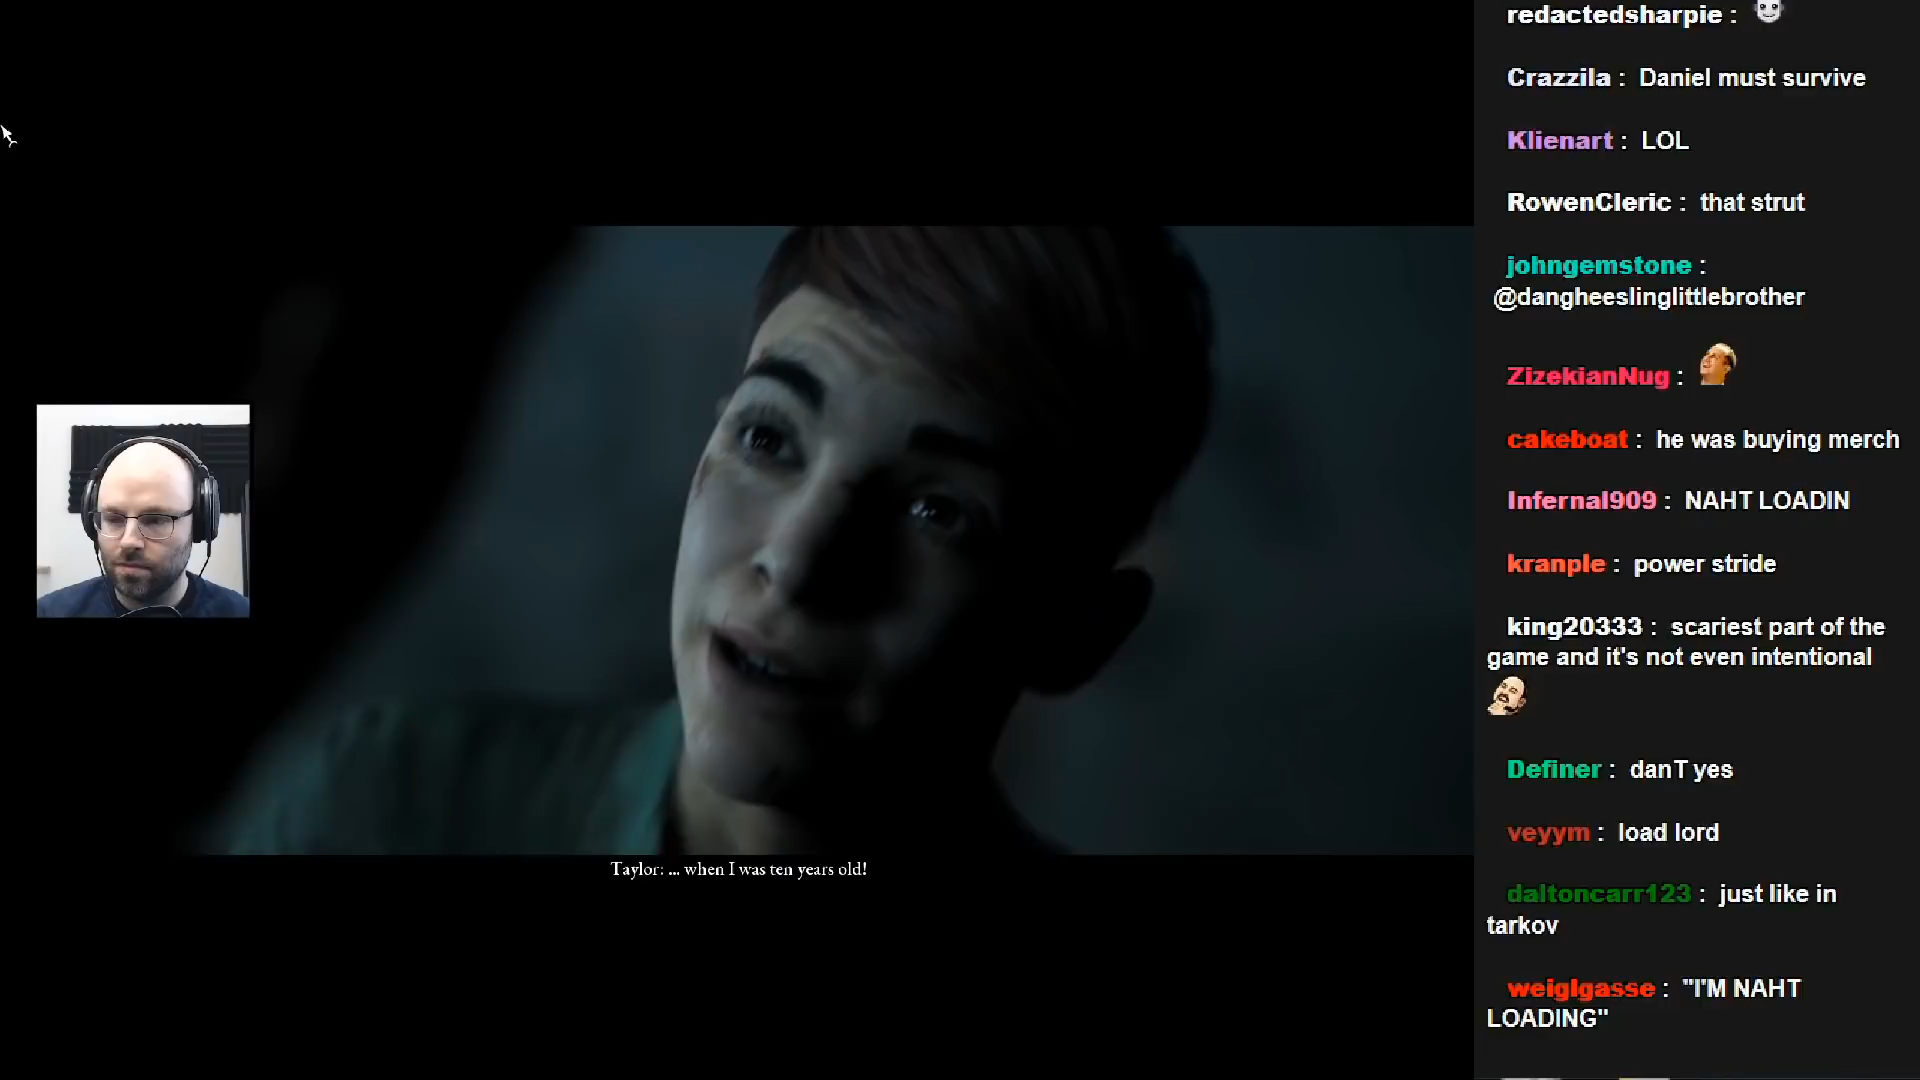 redactedsharpie :
Crazzila : Daniel must survive
Klienart : LOL
RowenCleric : that strut
johngemstone :
@dangheeslinglittlebrother
ZizekianNug :
cakeboat : he was buying merch
Infernal909 : NAHT LOADIN
kranple : power stride
king20333 : scariest part of the
game and it's not even intentional
Definer : danT yes
veyym : load lord
daltoncarr123 : just like in
tarkov
weiglgasse : "I'M NAHT
LOADING"
Taylor: ... when I was ten years old!